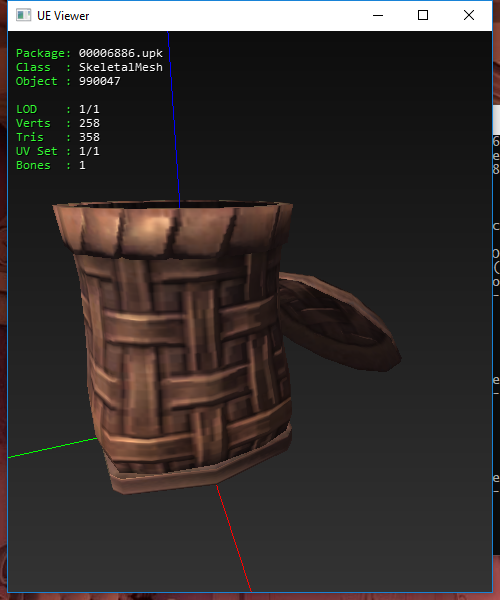 UE Viewer
Package: 00006886.upk
Class : SkeletalMesh
Object : 990047
LOD : 1/1
Verts : 258
Tris : 358
UV Set : 1/1
Bones : 1